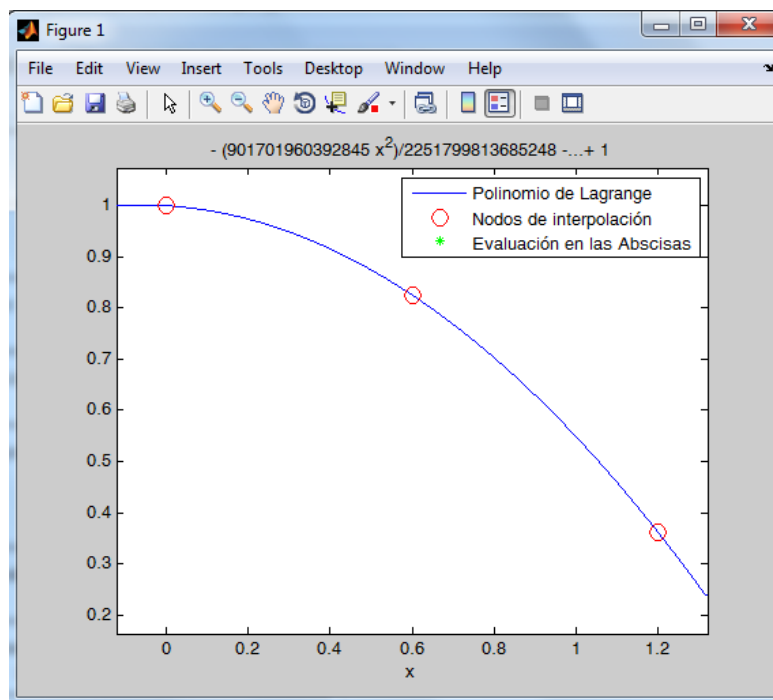 Figure 1
File Edit View Insert Tools Desktop Window Help
- (901701960392845 x^2)/2251799813685248 -...+ 1
Polinomio de Lagrange
Nodos de interpolación
Evaluación en las Abscisas
1
0.9
0.8
0.7
0.6
0.5
0.4
0.3
0.2
0 0.2 0.4 0.6 0.8 1 1.2
x